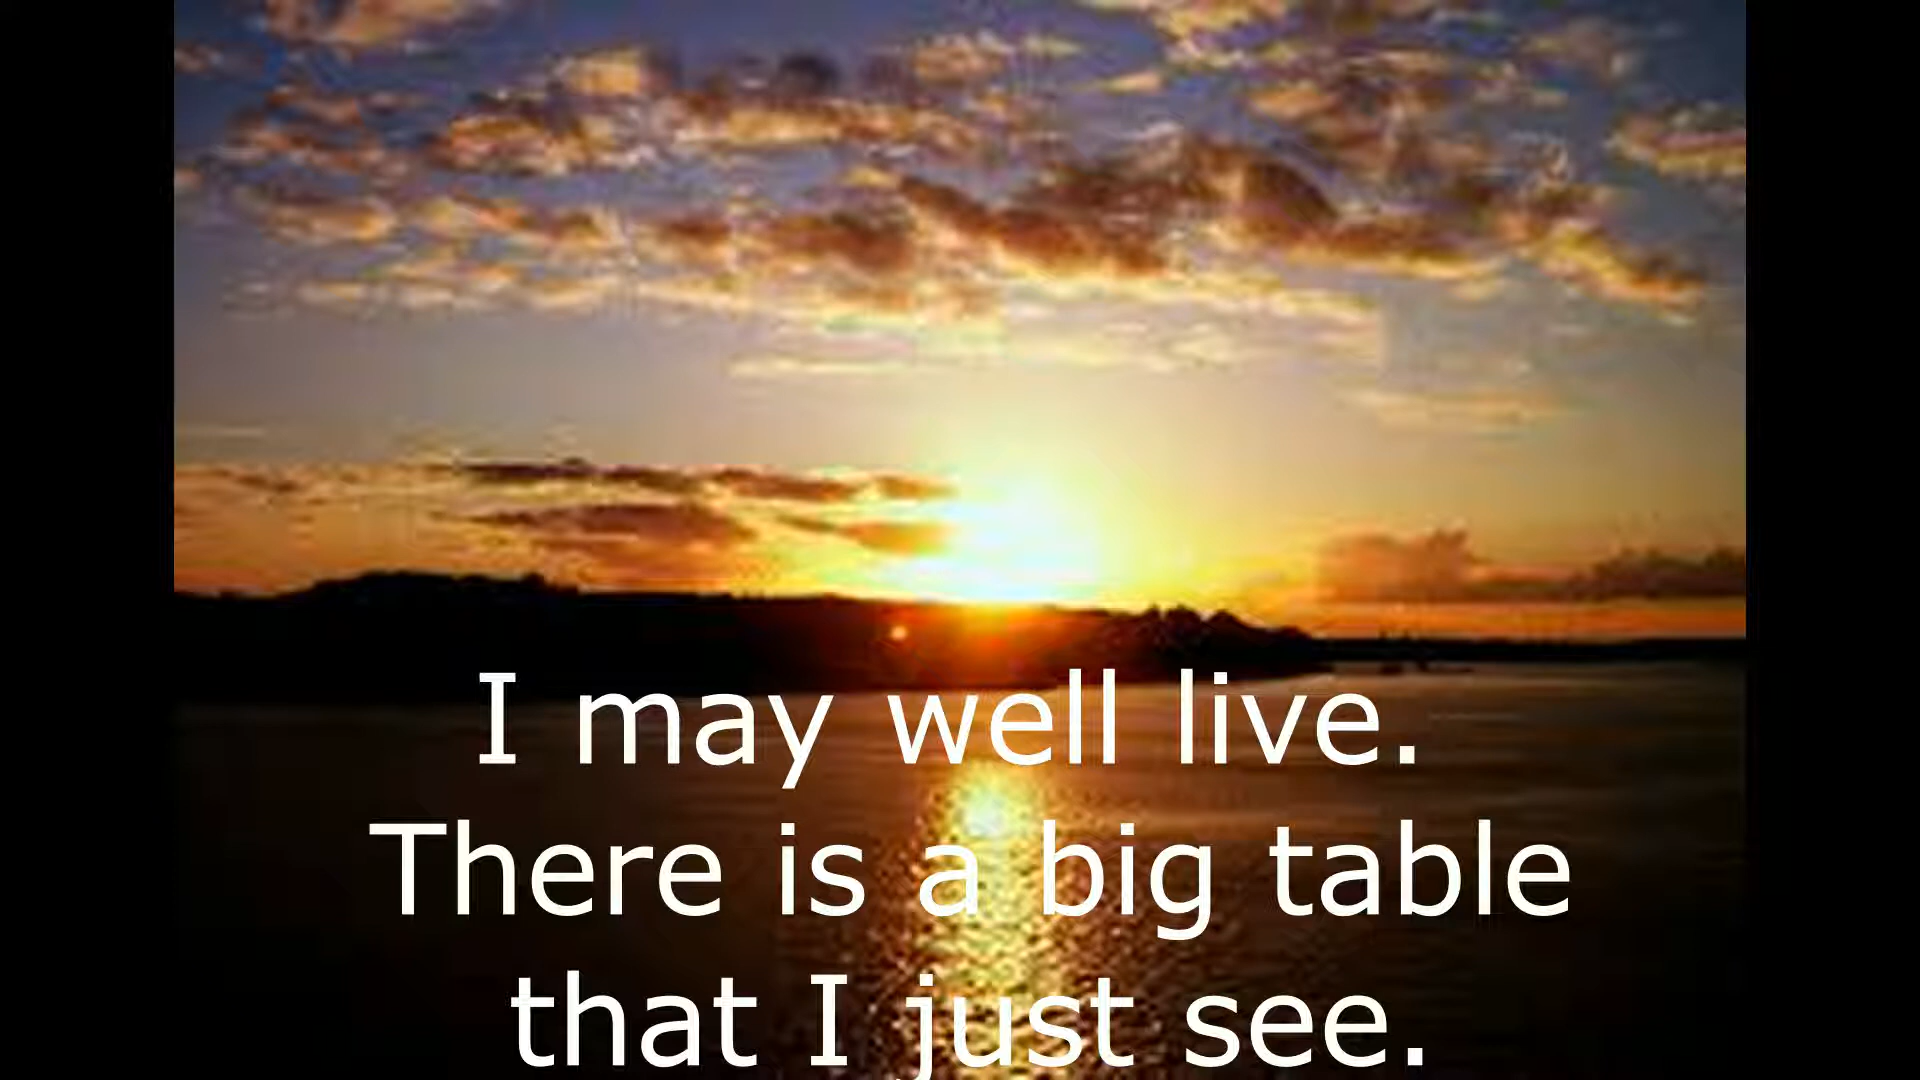 I may well live.
There is a big table
that I just see.